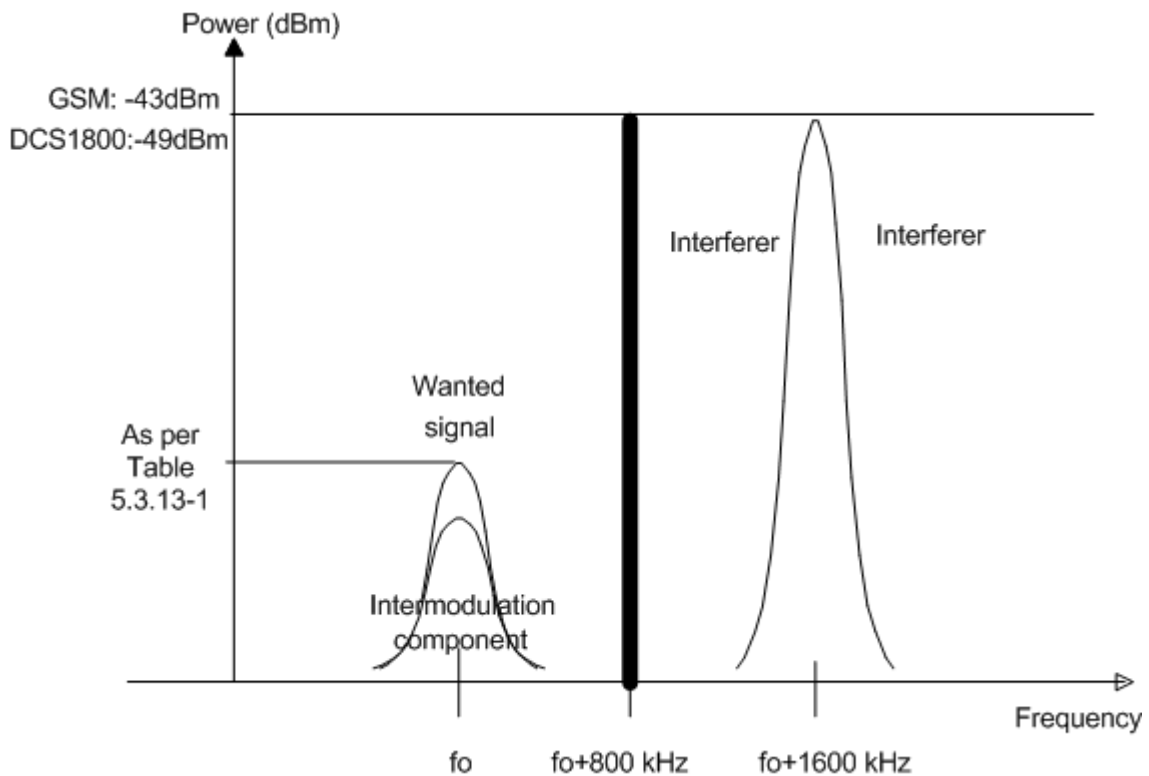 Power (dBm)
GSM: -43dBm
DCS1800:-49dBm
Interferer
Interferer
Wanted
signal
As per
Table
5.3.13-1
Intermodulation
component
Frequency
fo
fo+800 kHz
fo+1600 kHz